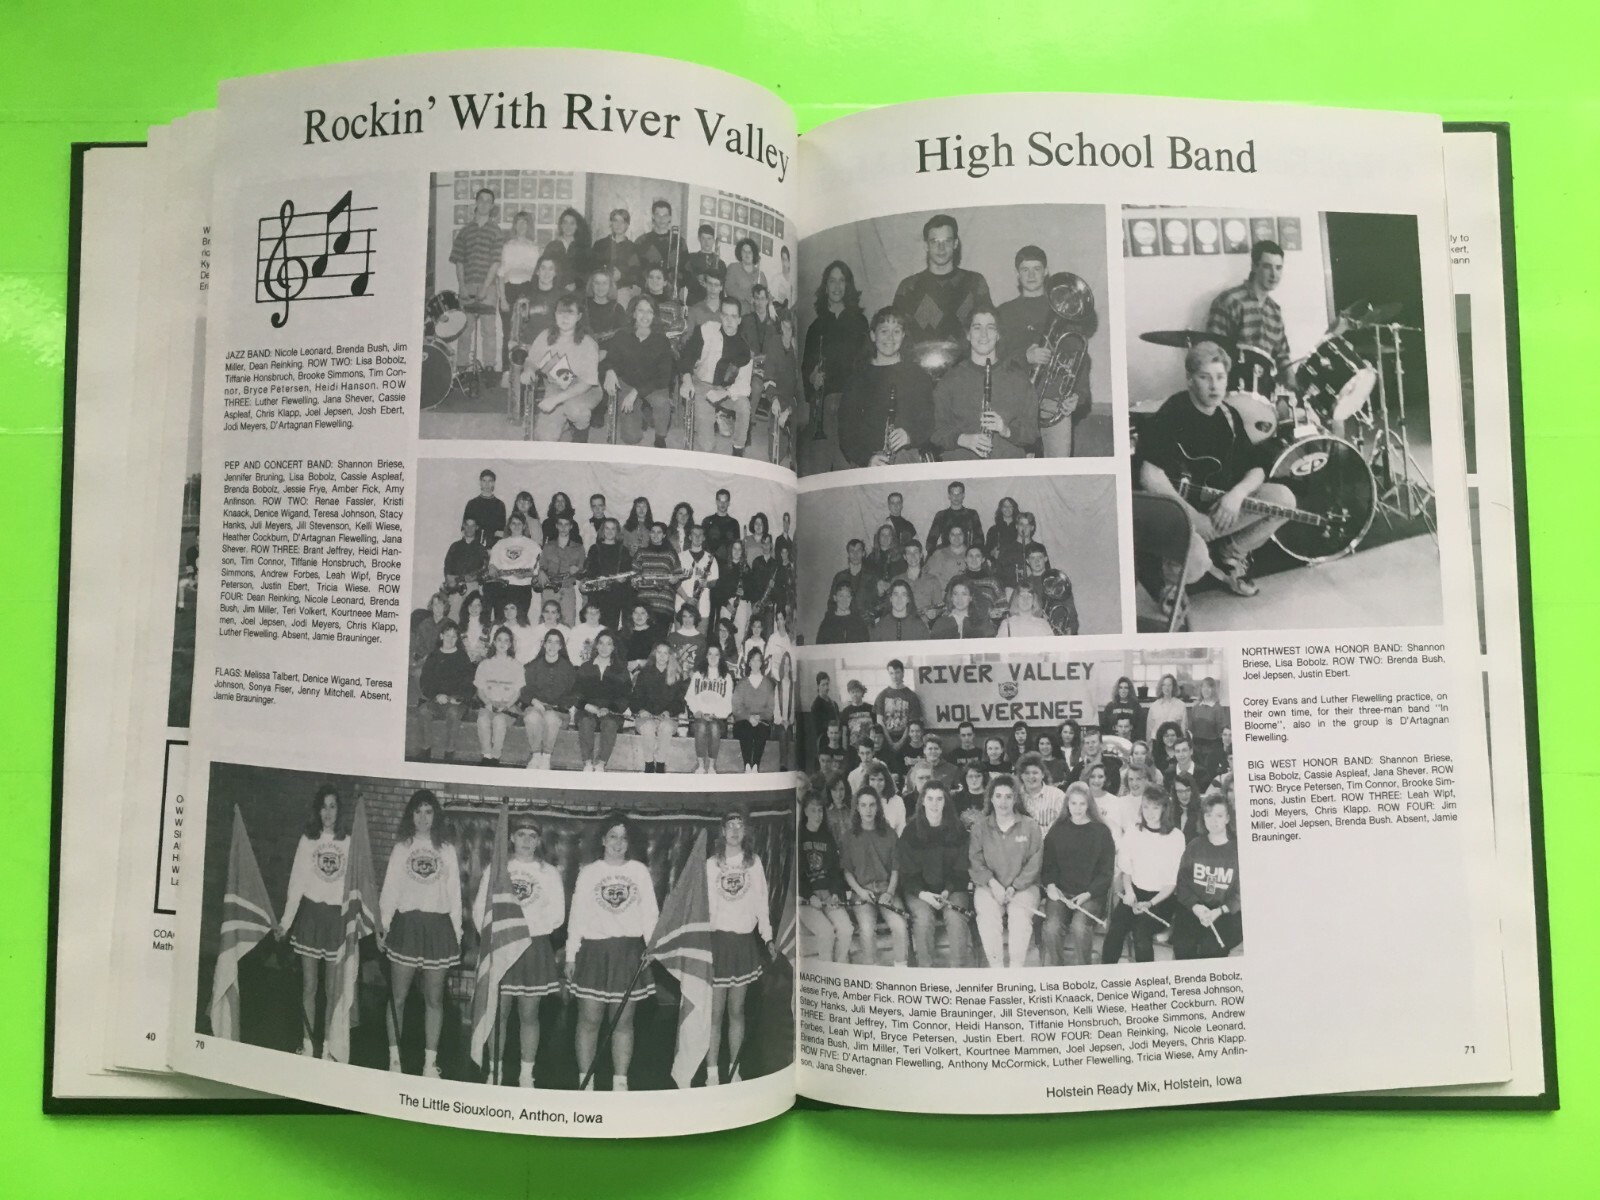 Rockin' With River Valley High School Band
JAZZ BAND: Nicole Leonard, Brenda Bush, Jim
Miller, Dean Reinking. ROW TWO: Lisa Bobolz,
Tiffanie Honsbruch, Brooke Simmons, Tim Con-
nor, Bryce Petersen, Heidi Hanson. ROW
THREE: Luther Flewelling, Jana Shever, Cassie
Aspleaf, Chris Klapp, Joel Jepsen, Josh Ebert,
Jodi Meyers, D'Artagnan Flewelling.
PEP AND CONCERT BAND: Shannon Briese,
Jennifer Bruning, Lisa Bobolz, Cassie Aspleaf,
Brenda Bobolz, Jessie Frye, Amber Fick, Amy
Anfinson. ROW TWO: Renae Fassler, Kristi
Knaack, Denice Wigand, Teresa Johnson, Stacy
Hanks, Juli Meyers, Jill Stevenson, Kelli Wiese,
Heather Cockburn, D'Artagnan Flewelling, Jana
Shever. ROW THREE: Brant Jeffrey, Heidi Han-
son, Tim Connor, Tiffanie Honsbruch, Brooke
Simmons, Andrew Forbes, Leah Wipf, Bryce
Peterson, Justin Ebert, Tricia Wiese. ROW
FOUR: Dean Reinking, Nicole Leonard, Brenda
Bush, Jim Miller, Teri Volkert, Kourtneee Mam-
men, Joel Jepsen, Jodi Meyers, Chris Klapp,
Luther Flewelling. Absent, Jamie Brauninger.
FLAGS: Melissa Talbert, Denice Wigand, Teresa
Johnson, Sonya Fiser, Jenny Mitchell. Absent,
Jamie Brauninger.
40
70
The Little Siouxloon, Anthon, Iowa
HAWKEYES
RIVER VALLEY
WOLVERINES
BUM
NORTHWEST IOWA HONOR BAND: Shannon
Briese, Lisa Bobolz. ROW TWO: Brenda Bush,
Joel Jepsen, Justin Ebert.
Corey Evans and Luther Flewelling practice, on
their own time, for their three-man band "In
Bloome", also in the group is D'Artagnan
Flewelling.
BIG WEST HONOR BAND: Shannon Briese,
Lisa Bobolz, Cassie Aspleaf, Jana Shever. ROW
TWO: Bryce Petersen, Tim Connor, Brooke Sim-
mons, Justin Ebert. ROW THREE: Leah Wipf,
Jodi Meyers, Chris Klapp. ROW FOUR: Jim
Miller, Joel Jepsen, Brenda Bush. Absent, Jamie
Brauninger.
MARCHING BAND: Shannon Briese, Jennifer Bruning, Lisa Bobolz, Cassie Aspleaf, Brenda Bobolz,
Jessie Frye, Amber Fick. ROW TWO: Renae Fassler, Kristi Knaack, Denice Wigand, Teresa Johnson,
Stacy Hanks, Juli Meyers, Jamie Brauninger, Jill Stevenson, Kelli Wiese, Heather Cockburn. ROW
THREE: Brant Jeffrey, Tim Connor, Heidi Hanson, Tiffanie Honsbruch, Brooke Simmons, Andrew
Forbes, Leah Wipf, Bryce Petersen, Justin Ebert. ROW FOUR: Dean Reinking, Nicole Leonard,
Brenda Bush, Jim Miller, Teri Volkert, Kourtnee Mammen, Joel Jepsen, Jodi Meyers, Chris Klapp.
ROW FIVE: D'Artagnan Flewelling, Anthony McCormick, Luther Flewelling, Tricia Wiese, Amy Anfin-
son, Jana Shever.
Holstein Ready Mix, Holstein, Iowa
71